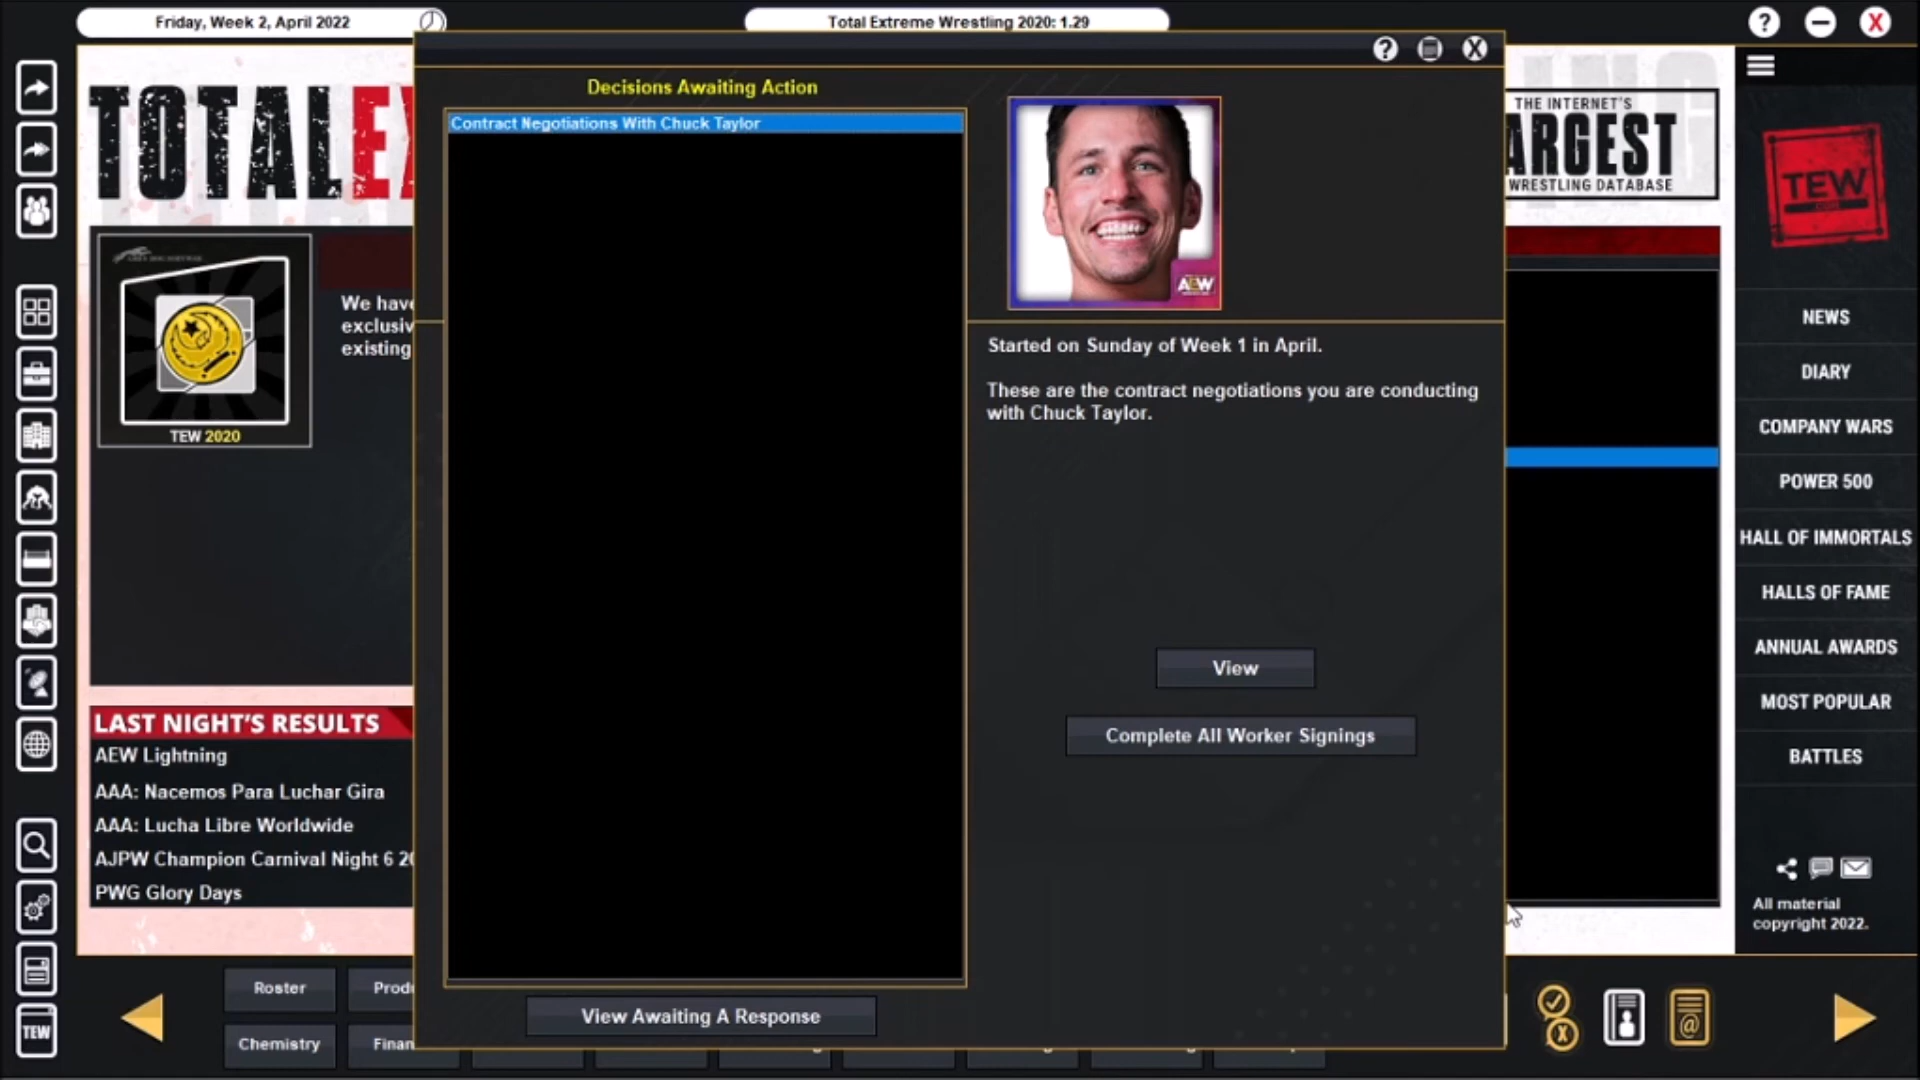 Friday, Week 2, April 2022
Total Extreme Wrestling 2020: 1.29
?
X
?
X
Decisions Awaiting Action
Contract Negotiations With Chuck Taylor
TOTAL
THE INTERNET'S
ARGEST
WRESTLING DATABASE
TEW
AEW
We have
exclusiv
existing
TEW 2020
Started on Sunday of Week 1 in April.
These are the contract negotiations you are conducting
with Chuck Taylor.
View
Complete All Worker Signings
NEWS
DIARY
COMPANY WARS
POWER 500
HALL OF IMMORTALS
HALLS OF FAME
ANNUAL AWARDS
MOST POPULAR
BATTLES
LAST NIGHT'S RESULTS
AEW Lightning
AAA: Nacemos Para Luchar Gira
AAA: Lucha Libre Worldwide
AJPW Champion Carnival Night 6 20
PWG Glory Days
All material
copyright 2022.
Roster
Produ
View Awaiting A Response
Chemistry
Finan
TEW